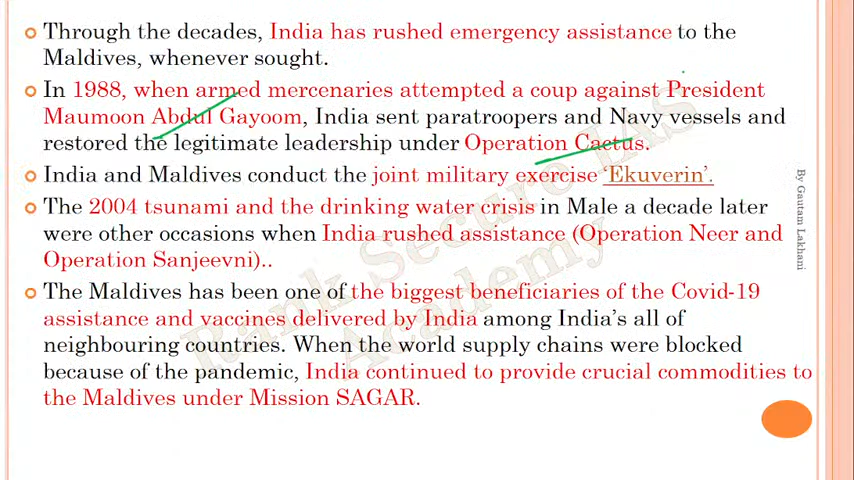 Through the decades, India has rushed emergency assistance to the
Maldives, whenever sought.
In 1988, when armed mercenaries attempted a coup against President
Maumoon Abdul Gayoom, India sent paratroopers and Navy vessels and
restored the legitimate leadership under Operation Cactus.
India and Maldives conduct the joint military exercise ‘Ekuverin’.
The 2004 tsunami and the drinking water crisis in Male a decade later
were other occasions when India rushed assistance (Operation Neer and
Operation Sanjeevni)..
The Maldives has been one of the biggest beneficiaries of the Covid-19
assistance and vaccines delivered by India among India’s all of
neighbouring countries. When the world supply chains were blocked
because of the pandemic, India continued to provide crucial commodities to
the Maldives under Mission SAGAR.
By Gautam Lakhani
Rank Secure IAS
Academy